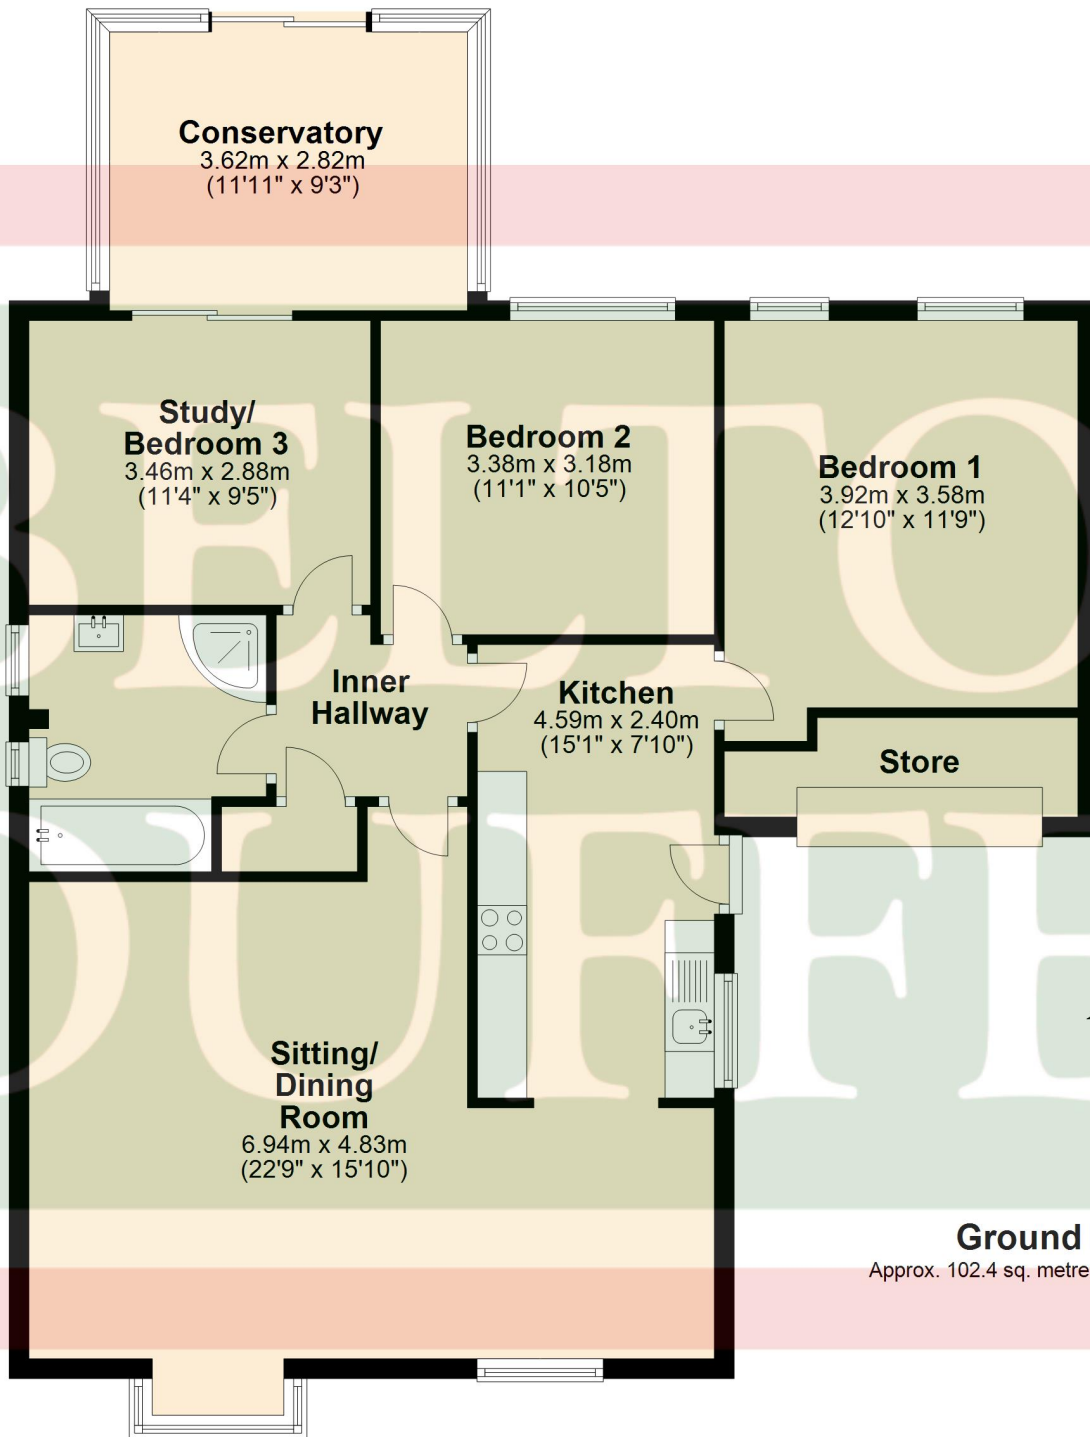 Conservatory
3.62m x 2.82m
(11'11" x 9'3")
Study/
Bedroom 3
3.46m x 2.88m
(11'4" x 9'5")
Bedroom 2
3.38m x 3.18m
(11'1" x 10'5")
Bedroom 1
3.92m x 3.58m
(12'10" x 11'9")
BELTO
Inner
Hallway
Kitchen
4.59m x 2.40m
(15'1" x 7'10")
Store
DUFFE
Sitting/
Dining
Room
6.94m x 4.83m
(22'9" x 15'10")
Ground
Approx. 102.4 sq. metre